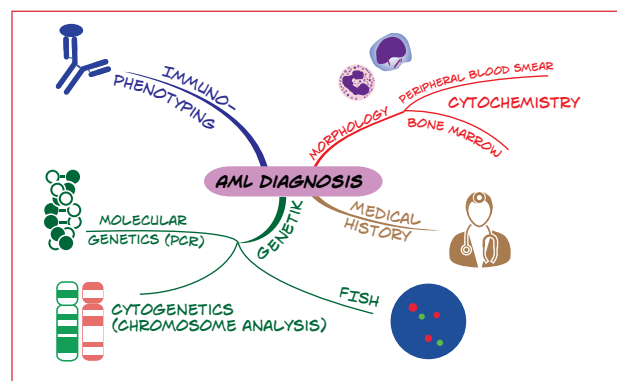 IMMUNO-
PHENOTYPING
MORPHOLOGY
PERIPHERAL BLOOD SMEAR
CYTOCHEMISTRY
BONE MARROW
AML DIAGNOSIS
MEDICAL
HISTORY
GENETIK
MOLECULAR
GENETICS (PCR)
CYTOGENETICS
(CHROMOSOME ANALYSIS)
FISH